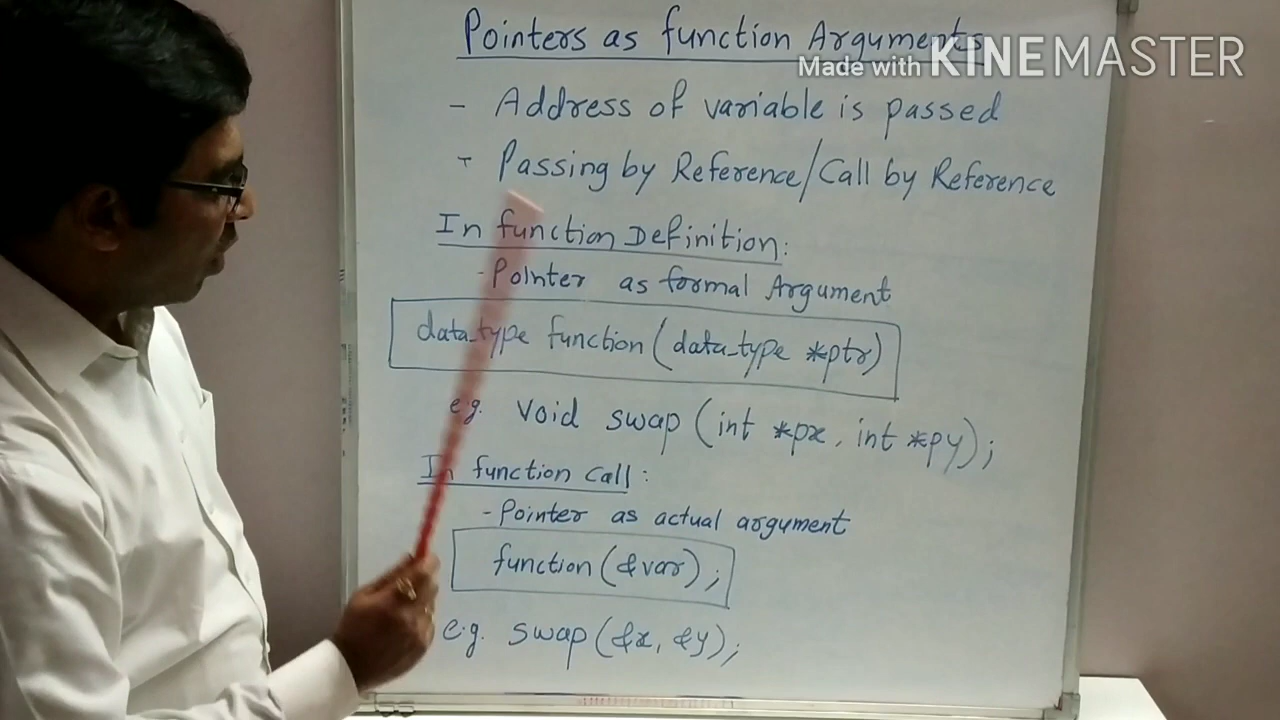 Pointers as function Arguments
Made with KINEMASTER
- Address of variable is passed
- Passing by Reference/Call by Reference
In function Definition:
- Pointer as formal Argument
data_type function (data_type *ptr)
e.g. void swap (int *px, int *py);
In function call:
- Pointer as actual argument
function (&var);
e.g. swap (&x, &y);